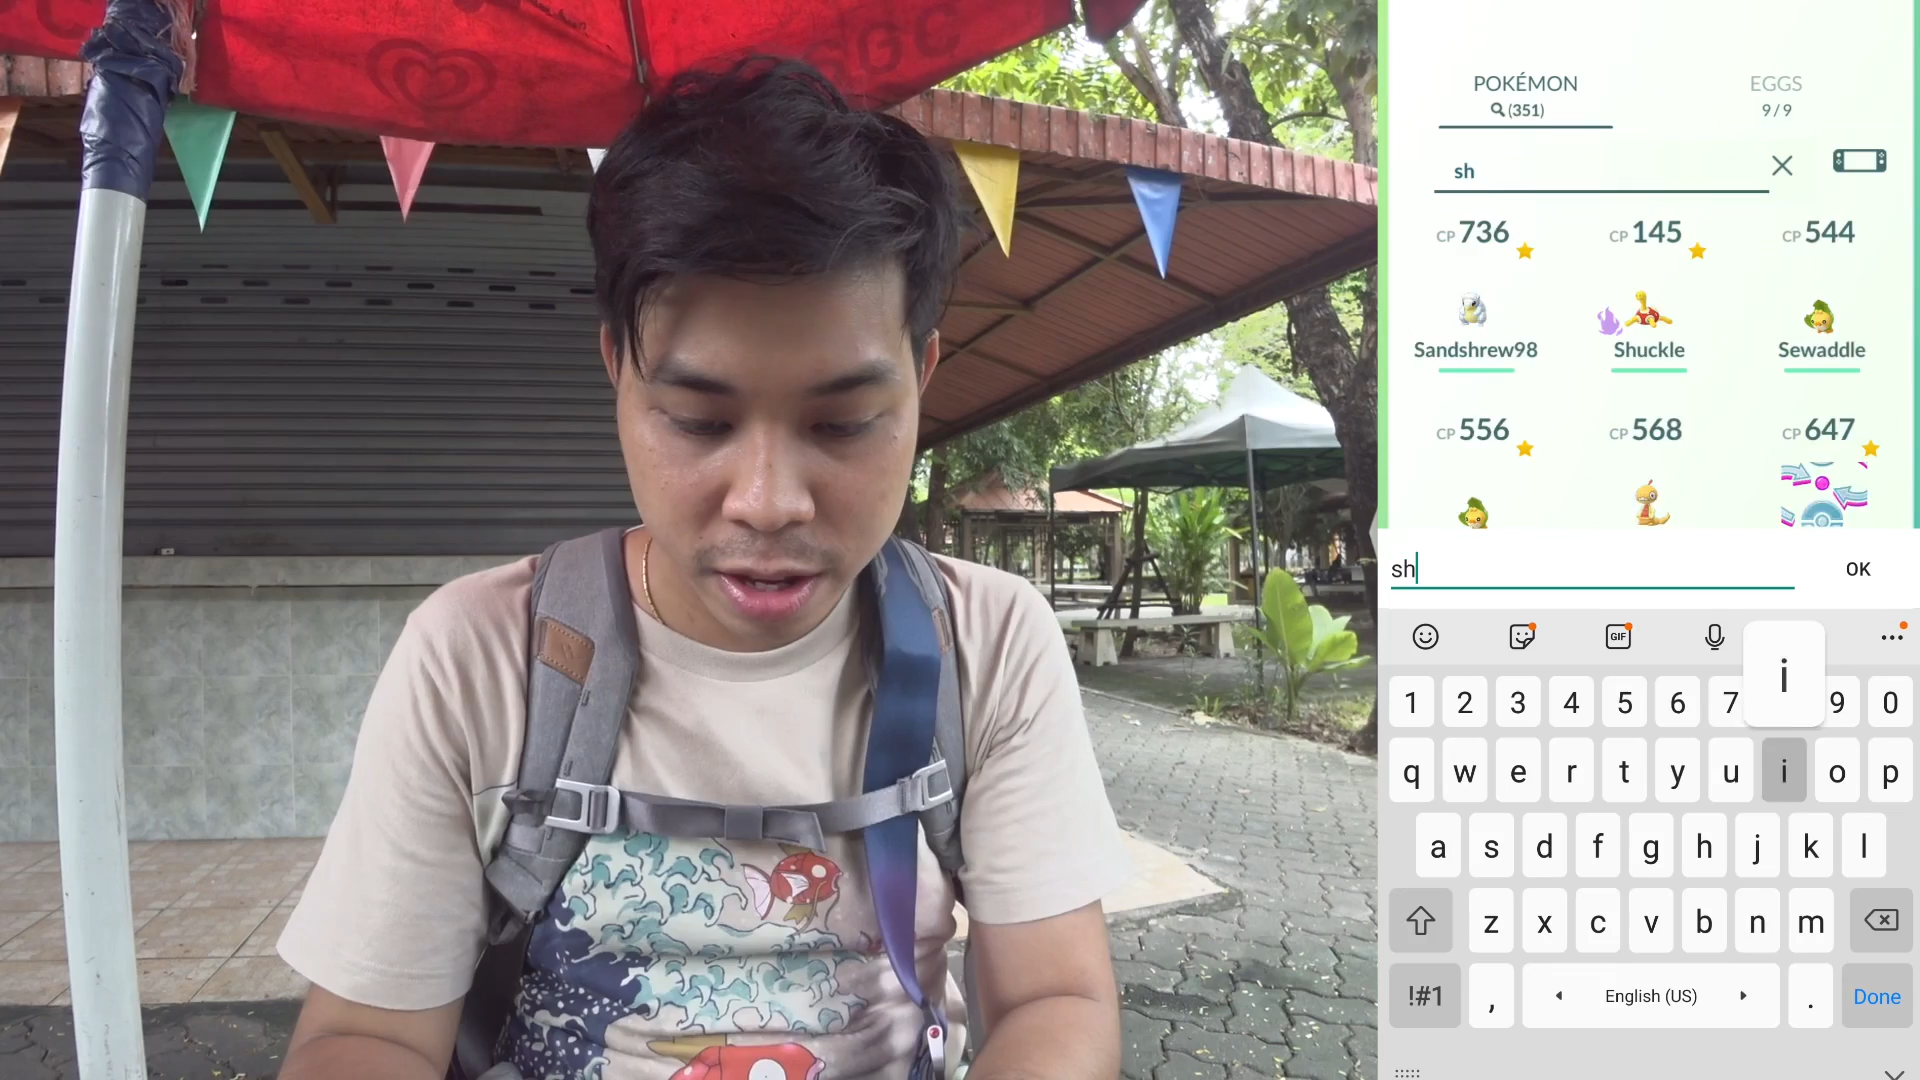 SGC
POKÉMON
(351)
EGGS
9/9
sh
CP 736
CP 145
CP 544
Sandshrew98
Shuckle
Sewaddle
CP 556
CP 568
CP 647
sh
OK
GIF
i
1 2 3 4 5 6 7 9 0
q w e r t y u i o p
a s d f g h j k l
z x c v b n m
!#1 , English (US) . Done